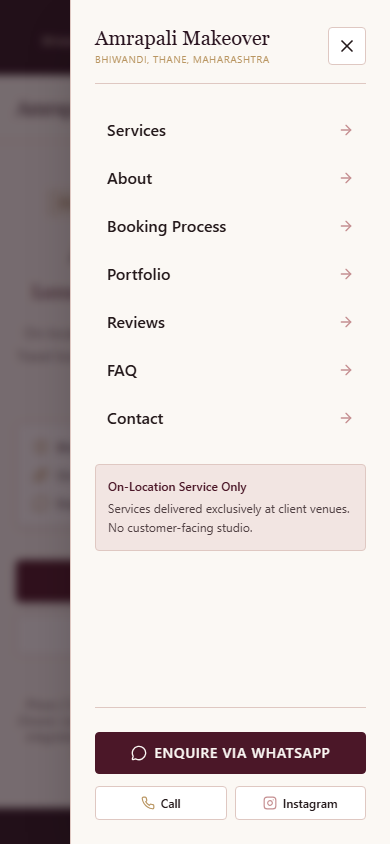 Amrapali Makeover
BHIWANDI, THANE, MAHARASHTRA
Services
About
Booking Process
Portfolio
Reviews
FAQ
Contact
On-Location Service Only
Services delivered exclusively at client venues.
No customer-facing studio.
ENQUIRE VIA WHATSAPP
Call
Instagram